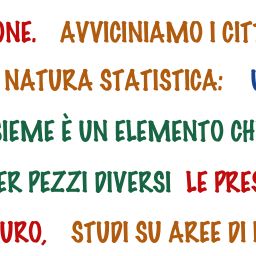 ONE. AVVICINIAMO I CITT
NATURA STATISTICA: U
SIEME È UN ELEMENTO CH
ER PEZZI DIVERSI LE PRES
URO, STUDI SU AREE DI